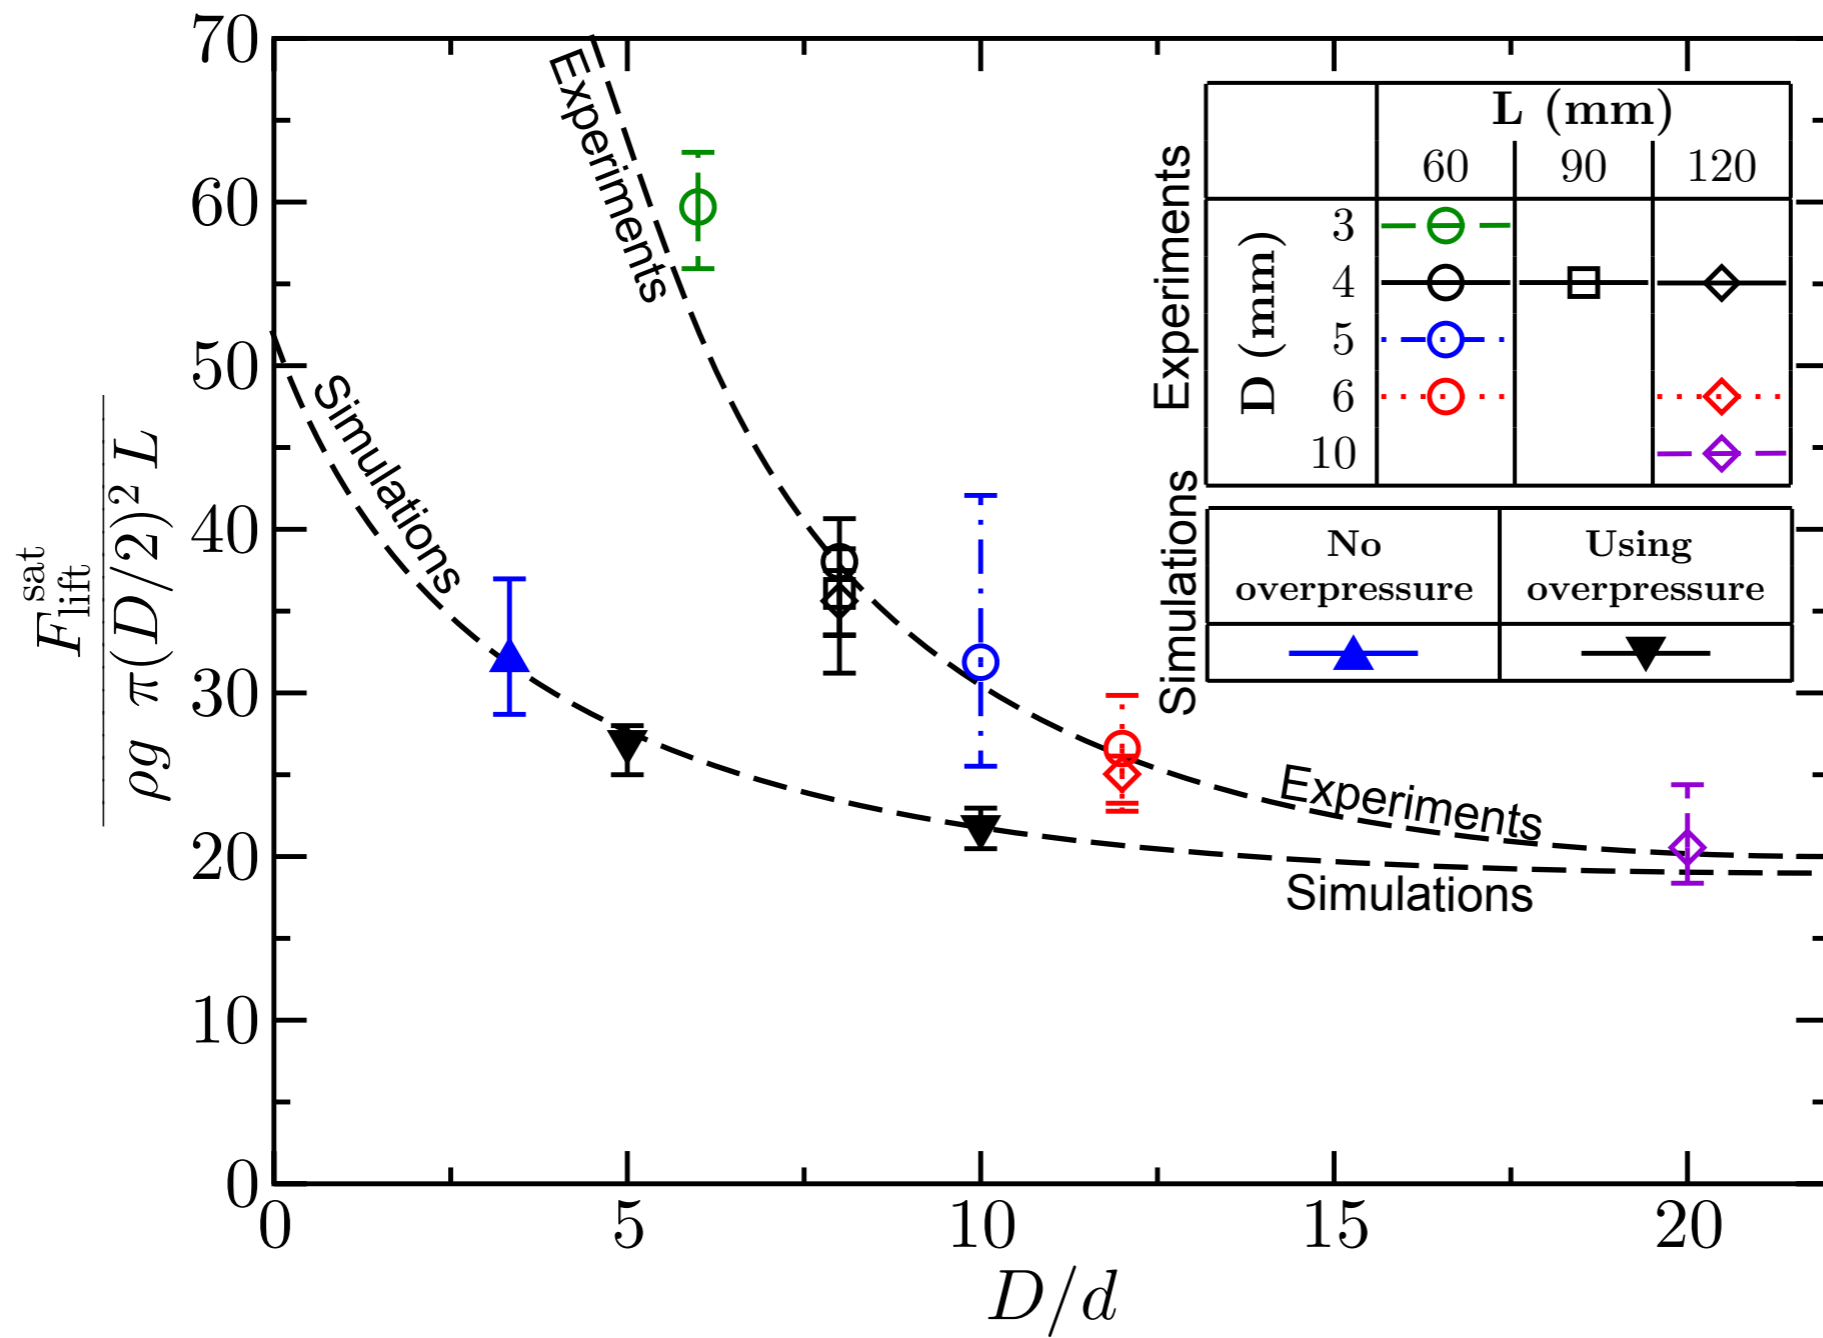 70
60
50
40
30
20
10
0
0 5 10 15 20
D/d
F_lift^sat
ρg π(D/2)² L
Experiments
Simulations
Experiments
Simulations
Experiments
L (mm)
60 90 120
D (mm)
3
4
5
6
10
Simulations
No overpressure
Using overpressure